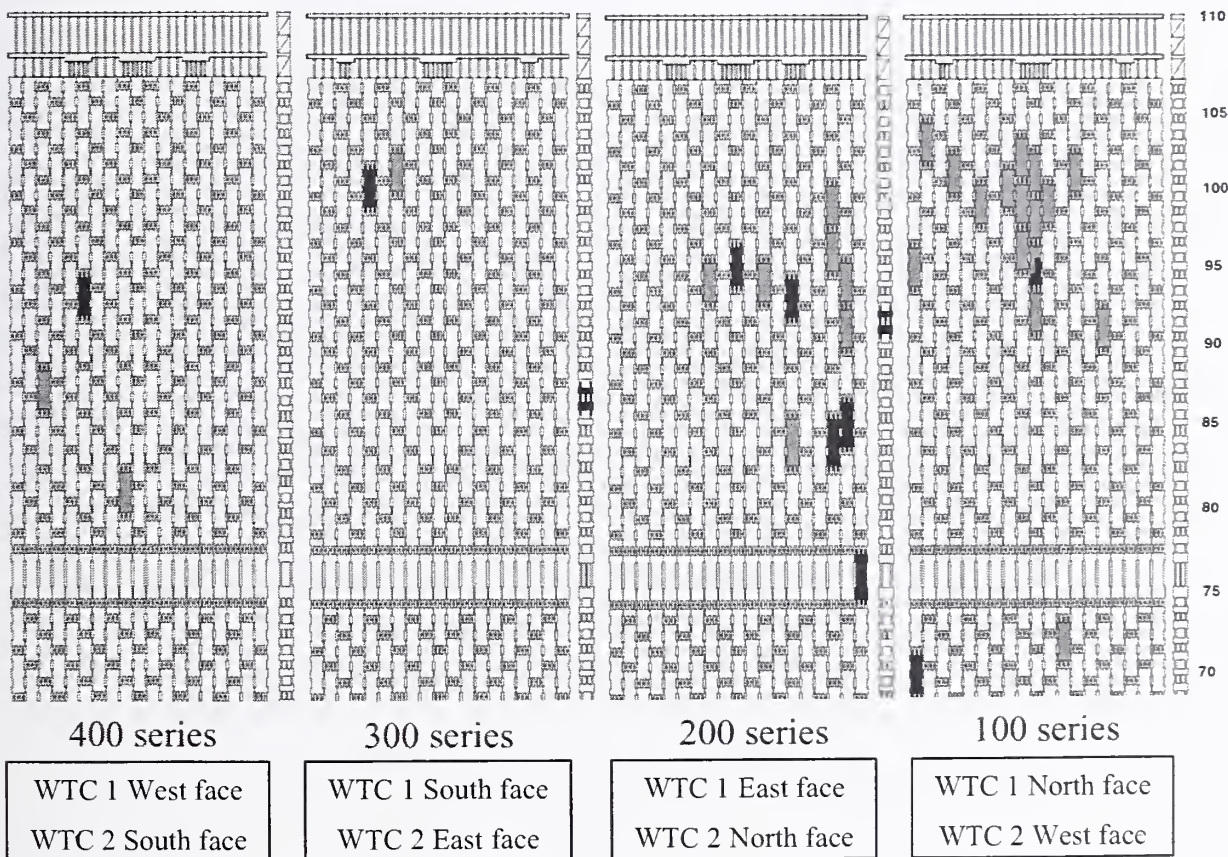 110
105
100
95
90
85
80
75
70
400 series
300 series
200 series
100 series
WTC 1 West face
WTC 2 South face
WTC 1 South face
WTC 2 East face
WTC 1 East face
WTC 2 North face
WTC 1 North face
WTC 2 West face